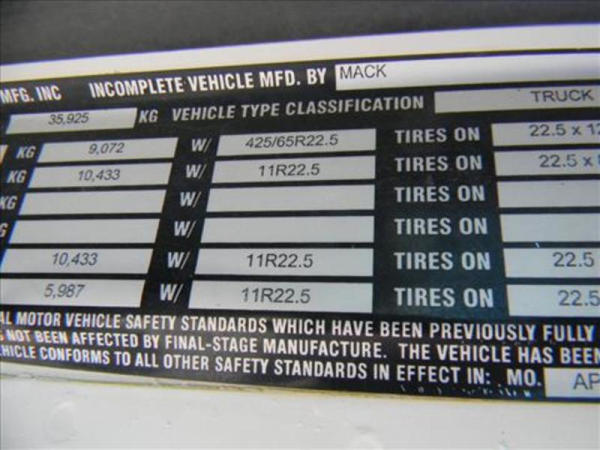 MFG. INC INCOMPLETE VEHICLE MFD. BY MACK
35,925 KG VEHICLE TYPE CLASSIFICATION TRUCK
KG 9,072 W/ 425/65R22.5 TIRES ON 22.5 x 12
KG 10,433 W/ 11R22.5 TIRES ON 22.5 x
KG W/ TIRES ON
W/ TIRES ON
10,433 W/ 11R22.5 TIRES ON 22.5
5,987 W/ 11R22.5 TIRES ON 22.5
AL MOTOR VEHICLE SAFETY STANDARDS WHICH HAVE BEEN PREVIOUSLY FULLY
NOT BEEN AFFECTED BY FINAL-STAGE MANUFACTURE. THE VEHICLE HAS BEEN
EHICLE CONFORMS TO ALL OTHER SAFETY STANDARDS IN EFFECT IN: MO. AP